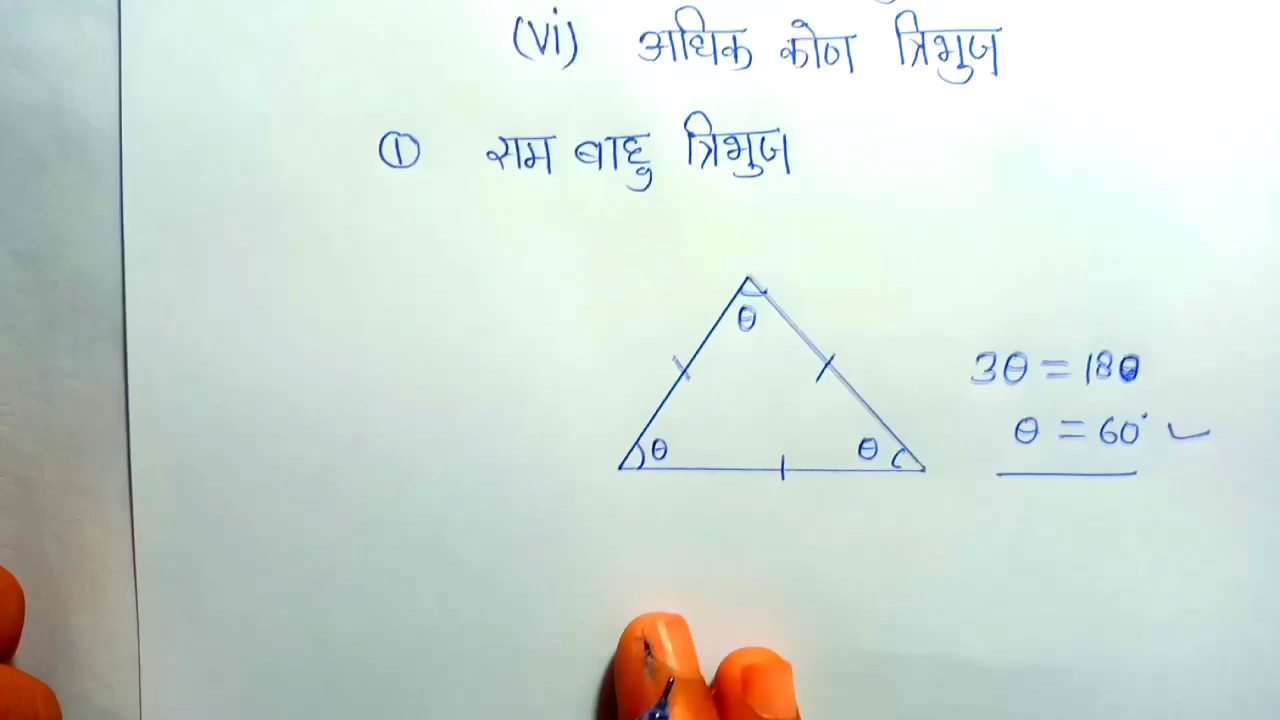 (vi) अधिक कोण त्रिभुज
① सम बाहु त्रिभुज
θ
3θ = 180
θ = 60°
θ θ